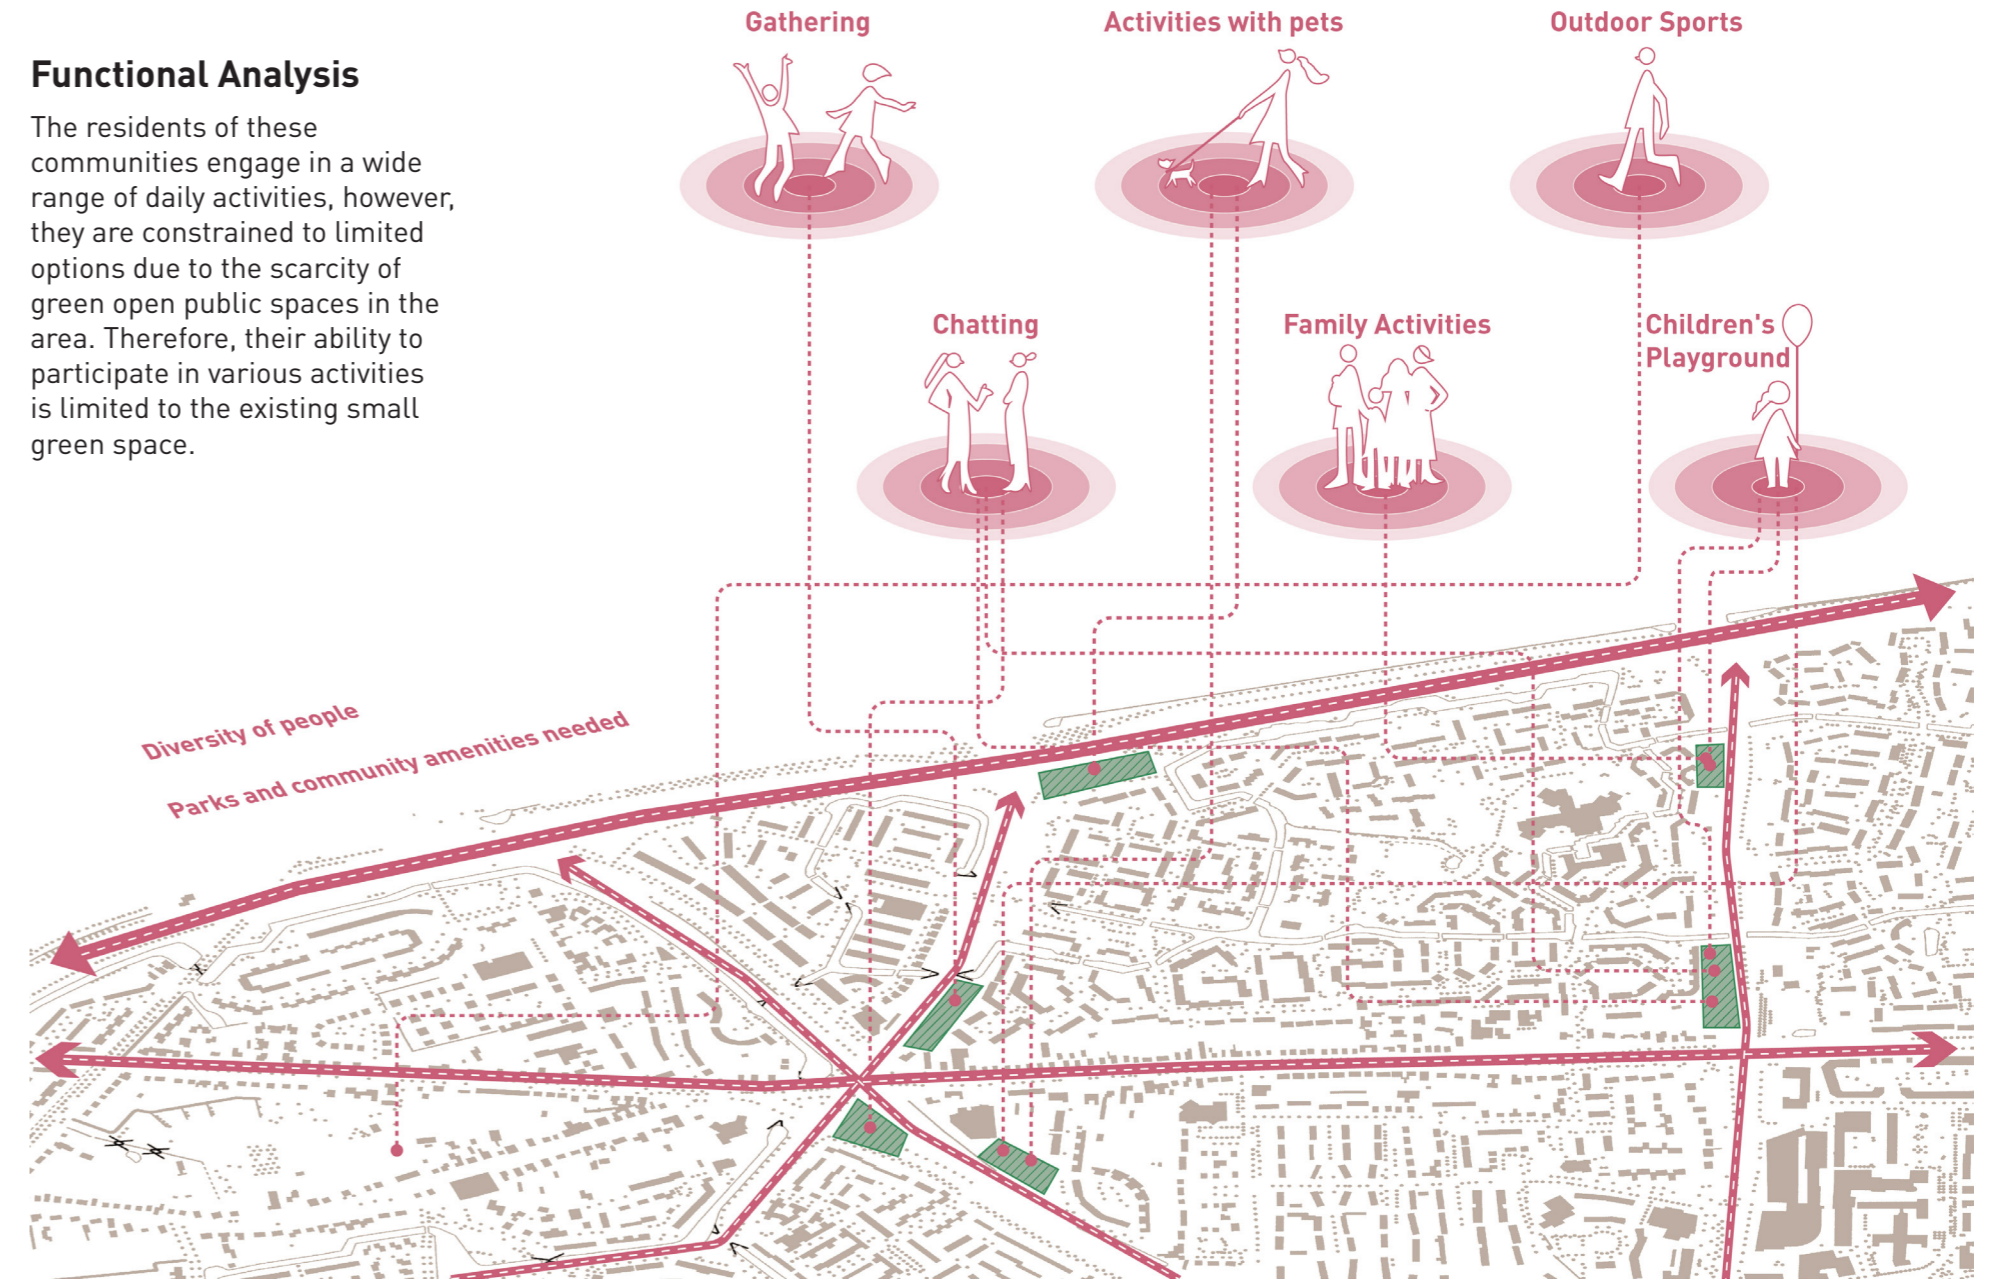 Functional Analysis
The residents of these
communities engage in a wide
range of daily activities, however,
they are constrained to limited
options due to the scarcity of
green open public spaces in the
area. Therefore, their ability to
participate in various activities
is limited to the existing small
green space.
Gathering
Activities with pets
Outdoor Sports
Chatting
Family Activities
Children's
Playground
Diversity of people
Parks and community amenities needed